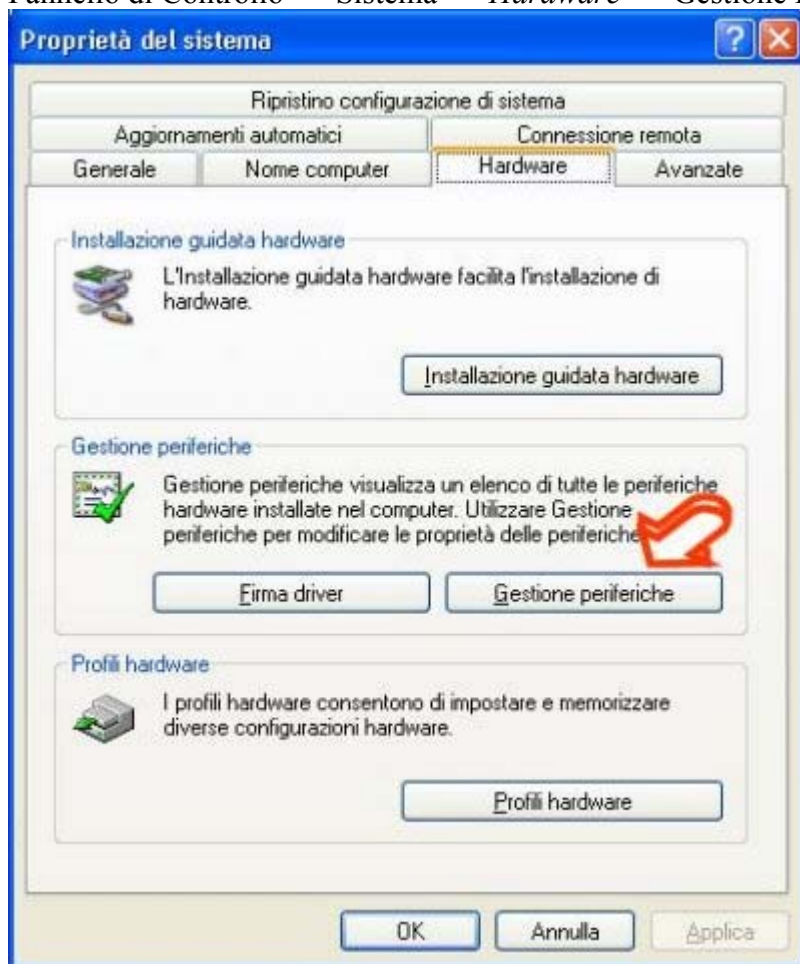 Pannello di Controllo Sistema Hardware Gestione
Proprietà del sistema
Ripristino configurazione di sistema
Aggiornamenti automatici Connessione remota
Generale Nome computer Hardware Avanzate
Installazione guidata hardware
L'Installazione guidata hardware facilita l'installazione di
hardware.
Installazione guidata hardware
Gestione periferiche
Gestione periferiche visualizza un elenco di tutte le periferiche
hardware installate nel computer. Utilizzare Gestione
periferiche per modificare le proprietà delle periferiche
Firma driver Gestione periferiche
Profili hardware
I profili hardware consentono di impostare e memorizzare
diverse configurazioni hardware.
Profili hardware
OK Annulla Applica